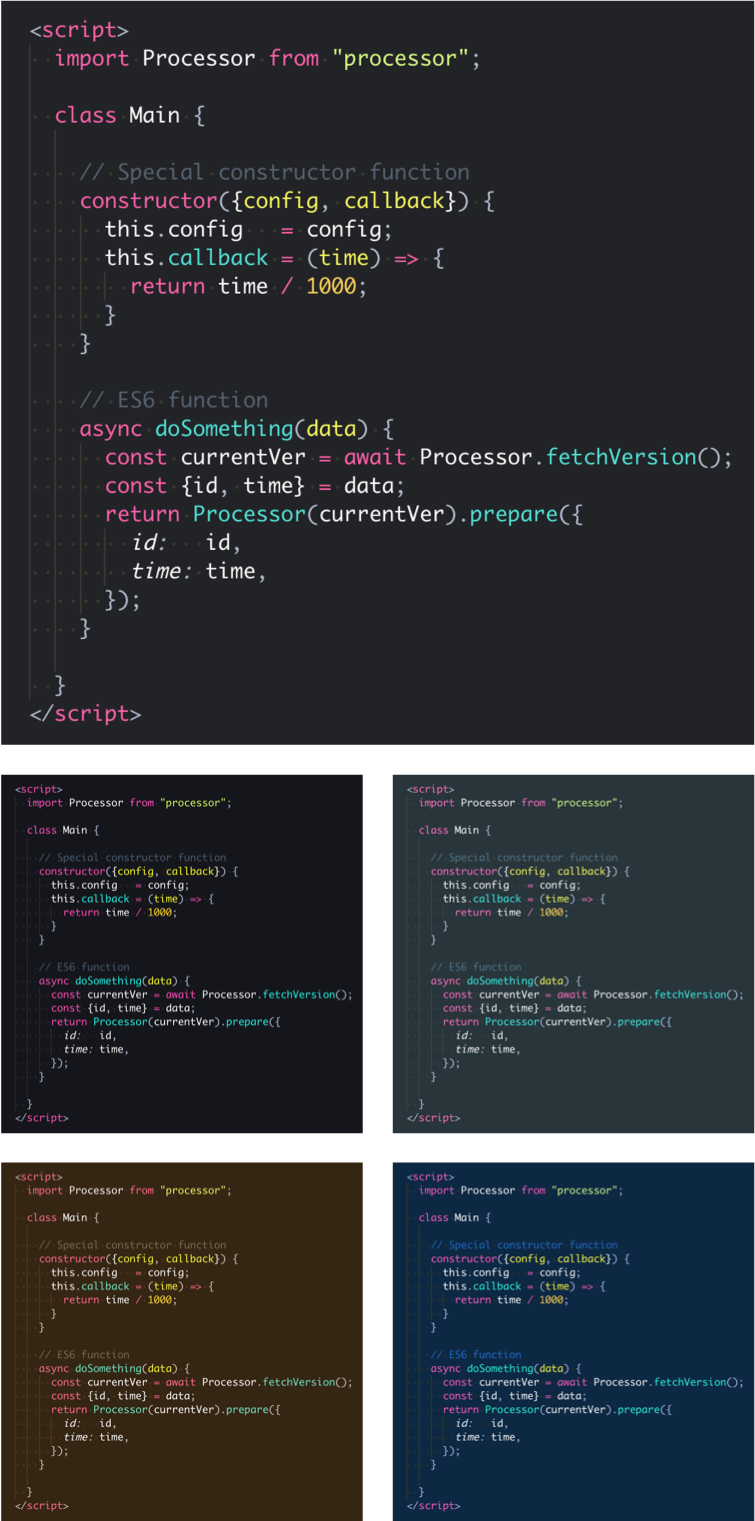 <script>
import Processor from "processor";
class Main {
// Special constructor function
constructor({config, callback}) {
this.config   = config;
this.callback = (time) => {
return time / 1000;
}
}
// ES6 function
async doSomething(data) {
const currentVer = await Processor.fetchVersion();
const {id, time} = data;
return Processor(currentVer).prepare({
id:   id,
time: time,
});
}
}
</script>
<script>
import Processor from "processor";
class Main {
// Special constructor function
constructor({config, callback}) {
this.config   = config;
this.callback = (time) => {
return time / 1000;
}
}
// ES6 function
async doSomething(data) {
const currentVer = await Processor.fetchVersion();
const {id, time} = data;
return Processor(currentVer).prepare({
id:   id,
time: time,
});
}
}
</script>
<script>
import Processor from "processor";
class Main {
// Special constructor function
constructor({config, callback}) {
this.config   = config;
this.callback = (time) => {
return time / 1000;
}
}
// ES6 function
async doSomething(data) {
const currentVer = await Processor.fetchVersion();
const {id, time} = data;
return Processor(currentVer).prepare({
id:   id,
time: time,
});
}
}
</script>
<script>
import Processor from "processor";
class Main {
// Special constructor function
constructor({config, callback}) {
this.config   = config;
this.callback = (time) => {
return time / 1000;
}
}
// ES6 function
async doSomething(data) {
const currentVer = await Processor.fetchVersion();
const {id, time} = data;
return Processor(currentVer).prepare({
id:   id,
time: time,
});
}
}
</script>
<script>
import Processor from "processor";
class Main {
// Special constructor function
constructor({config, callback}) {
this.config   = config;
this.callback = (time) => {
return time / 1000;
}
}
// ES6 function
async doSomething(data) {
const currentVer = await Processor.fetchVersion();
const {id, time} = data;
return Processor(currentVer).prepare({
id:   id,
time: time,
});
}
}
</script>